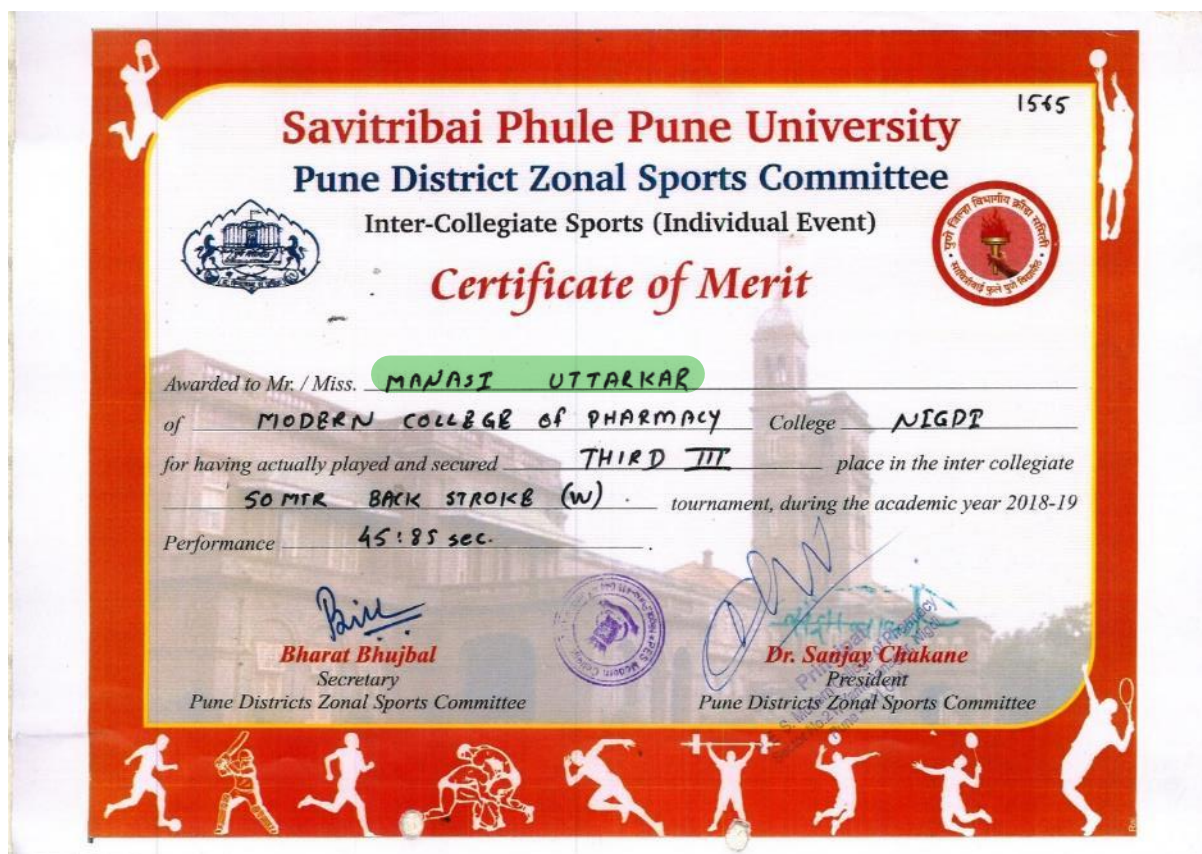 1565
Savitribai Phule Pune University
Pune District Zonal Sports Committee
Inter-Collegiate Sports (Individual Event)
पुणे जिल्हा विभागीय क्रीडा समिती
सावित्रीबाई फुले पुणे विद्यापीठ
Certificate of Merit
Awarded to Mr. / Miss. MANASI UTTARKAR
of MODERN COLLEGE Of PHARMACY College NIGDI
for having actually played and secured THIRD III place in the inter collegiate
50 MTR BACK STROKE (W) . tournament, during the academic year 2018-19
Performance 45:85 sec. .
Bharat Bhujbal
Secretary
Pune Districts Zonal Sports Committee
Dr. Sanjay Chakane
President
Pune Districts Zonal Sports Committee
Principal